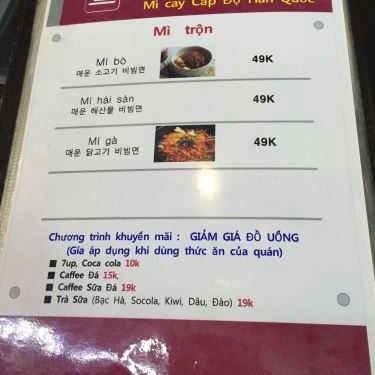 Mì cay Cấp Độ Hàn Quốc
Mì trộn
Mì bò 49K
매운 소고기 비빔면
Mì hải sản 49K
매운 해산물 비빔면
Mì gà 49K
매운 닭고기 비빔면
Chương trình khuyến mãi : GIẢM GIÁ ĐỒ UỐNG
(Gía áp dụng khi dùng thức ăn của quán)
■ 7up, Coca cola 10k
■ Caffee Đá 15k,
■ Caffee Sữa Đá 19k
■ Trà Sữa (Bạc Hà, Socola, Kiwi, Dâu, Đào) 19k